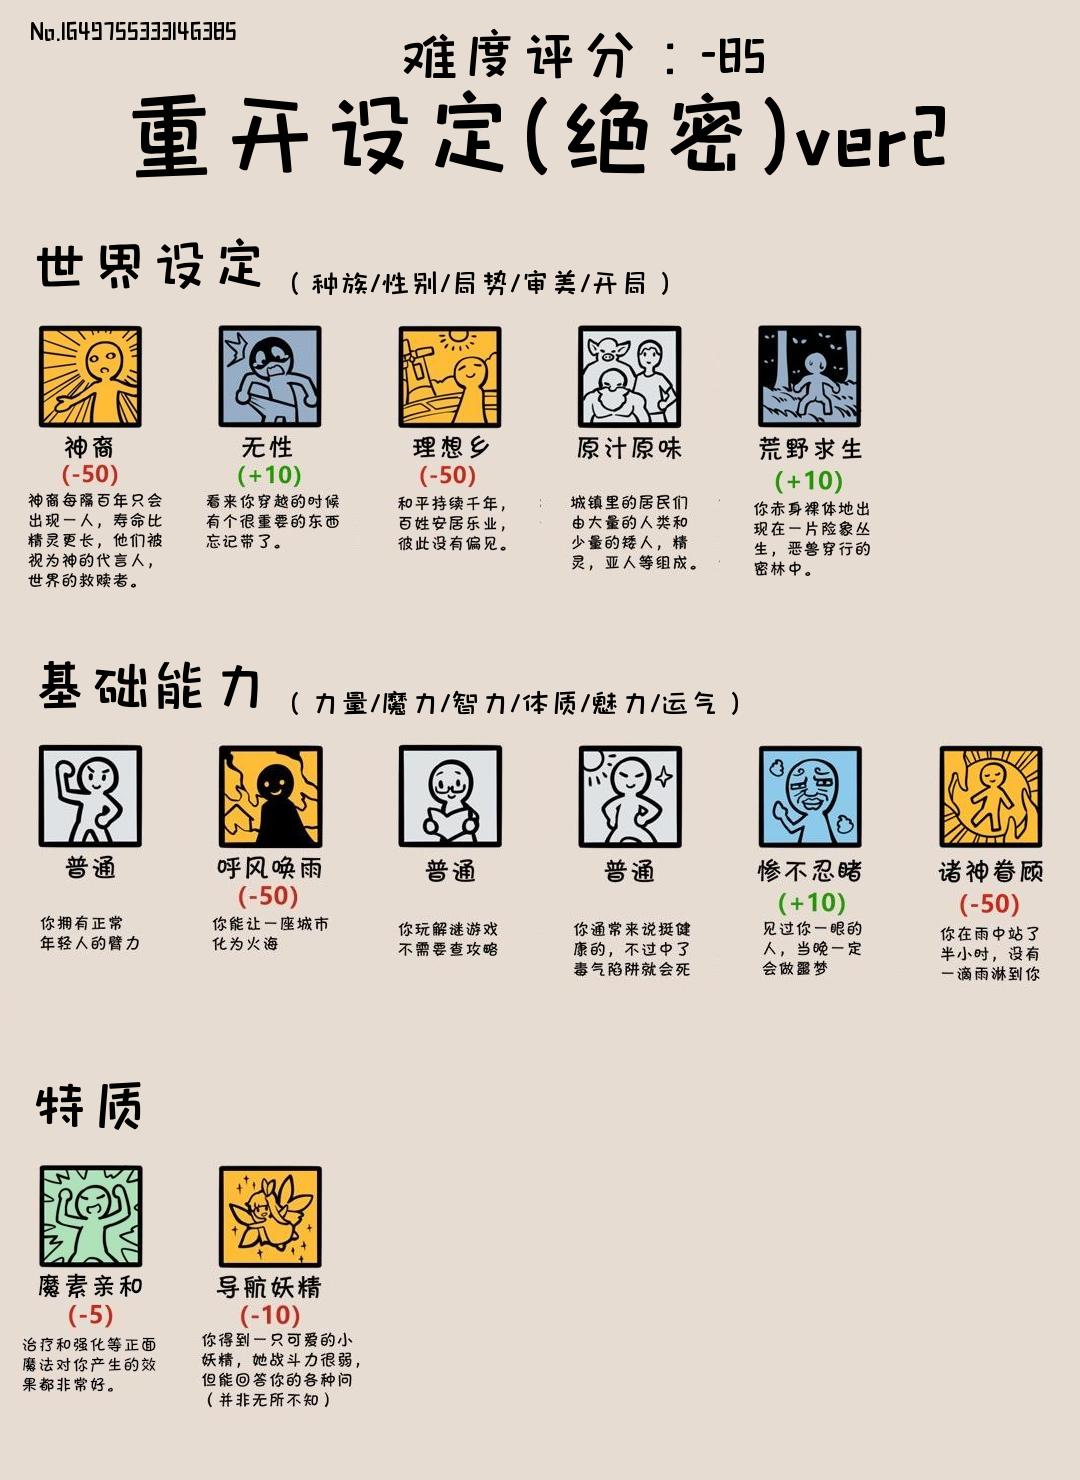 No.1649755333146385
难度评分：-85
重开设定(绝密)ver2
世界设定（种族/性别/局势/审美/开局）
神裔
(-50)
神裔每隔百年只会
出现一人，寿命比
精灵更长，他们被
视为神的代言人，
世界的救赎者。
无性
(+10)
看来你穿越的时候
有个很重要的东西
忘记带了。
理想乡
(-50)
和平持续千年，
百姓安居乐业，
彼此没有偏见。
原汁原味
城镇里的居民们
由大量的人类和
少量的矮人，精
灵，亚人等组成。
荒野求生
(+10)
你赤身裸体地出
现在一片险象丛
生，恶兽穿行的
密林中。
基础能力（力量/魔力/智力/体质/魅力/运气）
普通
你拥有正常
年轻人的臂力
呼风唤雨
(-50)
你能让一座城市
化为火海
普通
你玩解谜游戏
不需要查攻略
普通
你通常来说挺健
康的，不过中了
毒气陷阱就会死
惨不忍睹
(+10)
见过你一眼的
人，当晚一定
会做噩梦
诸神眷顾
(-50)
你在雨中站了
半小时，没有
一滴雨淋到你
特质
魔素亲和
(-5)
治疗和强化等正面
魔法对你产生的效
果都非常好。
导航妖精
(-10)
你得到一只可爱的小
妖精，她战斗力很弱，
但能回答你的各种问
（并非无所不知）